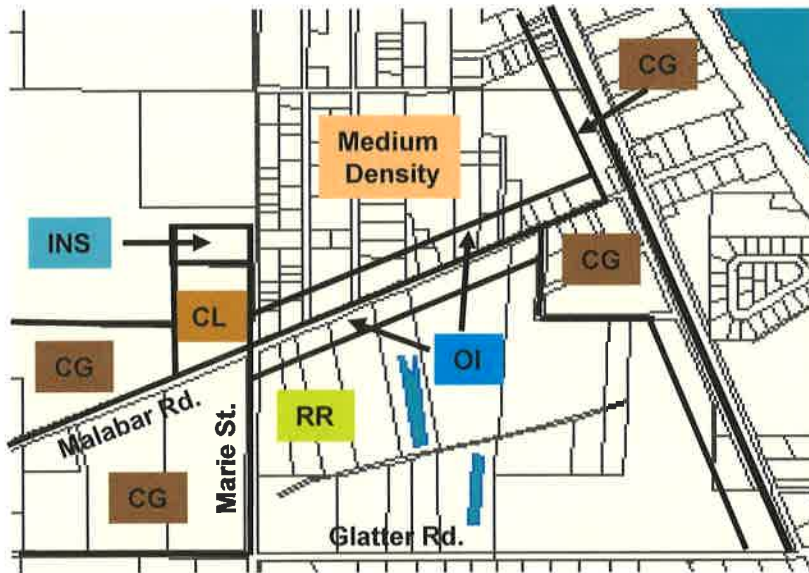 CG
Medium
Density
INS
CG
CL
OI
CG
RR
Malabar Rd.
Marie St.
CG
Glatter Rd.